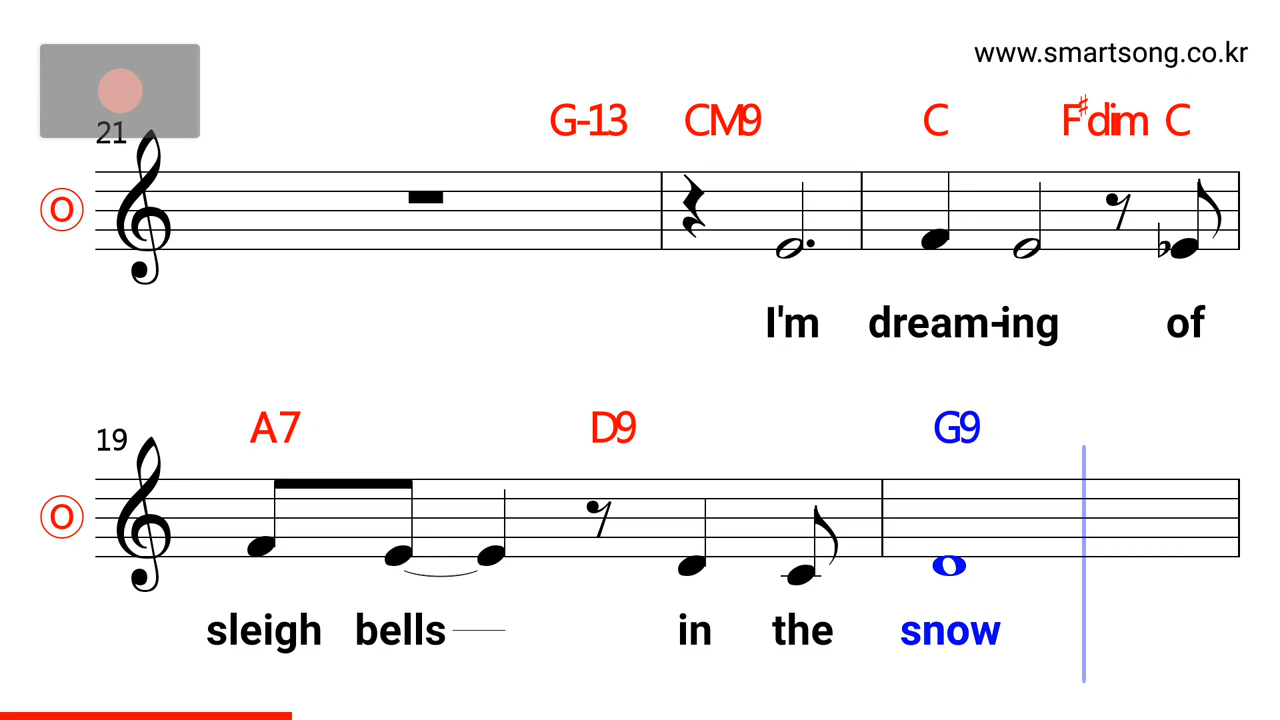 www.smartsong.co.kr
G-13 CM9 C F♯dim C
21
O
I'm dream-ing of
A7 D9 G9
19
O
sleigh bells in the snow